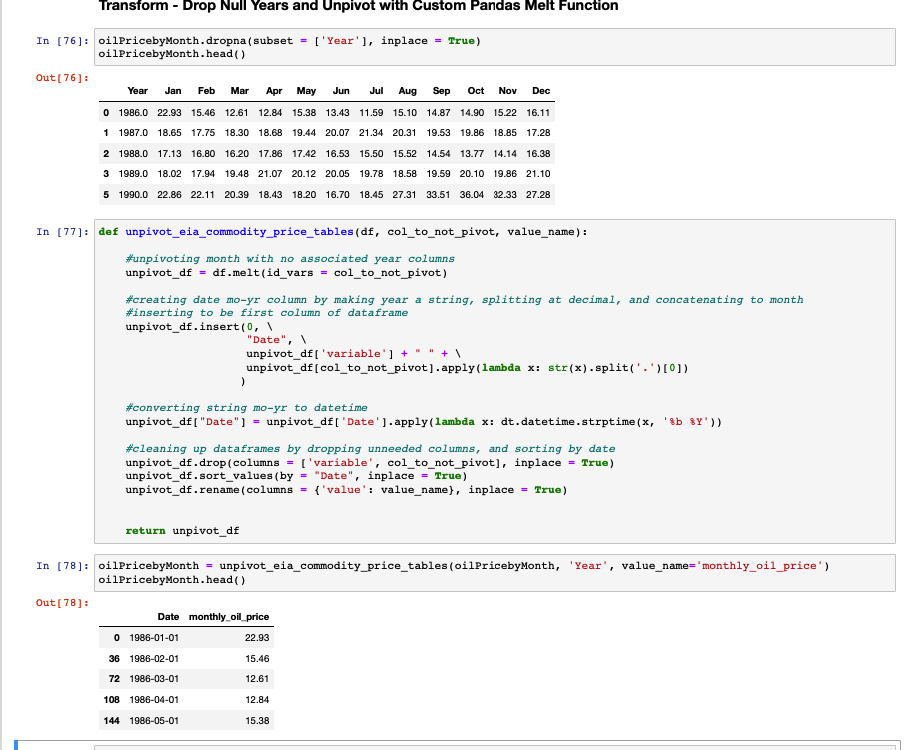 Transform - Drop Null Years and Unpivot with Custom Pandas Melt Function
In [76]: oilPricebyMonth.dropna(subset = ['Year'], inplace = True)
oilPricebyMonth.head()
Out[76]:
Year Jan Feb Mar Apr May Jun Jul Aug Sep Oct Nov Dec
0 1986.0 22.93 15.46 12.61 12.84 15.38 13.43 11.59 15.10 14.87 14.90 15.22 16.11
1 1987.0 18.65 17.75 18.30 18.68 19.44 20.07 21.34 20.31 19.53 19.86 18.85 17.28
2 1988.0 17.13 16.80 16.20 17.86 17.42 16.53 15.50 15.52 14.54 13.77 14.14 16.38
3 1989.0 18.02 17.94 19.48 21.07 20.12 20.05 19.78 18.58 19.59 20.10 19.86 21.10
5 1990.0 22.86 22.11 20.39 18.43 18.20 16.70 18.45 27.31 33.51 36.04 32.33 27.28
In [77]: def unpivot_eia_commodity_price_tables(df, col_to_not_pivot, value_name):
#unpivoting month with no associated year columns
unpivot_df = df.melt(id_vars = col_to_not_pivot)
#creating date mo-yr column by making year a string, splitting at decimal, and concatenating to month
#inserting to be first column of dataframe
unpivot_df.insert(0, \
"Date", \
unpivot_df['variable'] + " " + \
unpivot_df[col_to_not_pivot].apply(lambda x: str(x).split('.')[0])
)
#converting string mo-yr to datetime
unpivot_df["Date"] = unpivot_df['Date'].apply(lambda x: dt.datetime.strptime(x, '%b %Y'))
#cleaning up dataframes by dropping unneeded columns, and sorting by date
unpivot_df.drop(columns = ['variable', col_to_not_pivot], inplace = True)
unpivot_df.sort_values(by = "Date", inplace = True)
unpivot_df.rename(columns = {'value': value_name}, inplace = True)
return unpivot_df
In [78]: oilPricebyMonth = unpivot_eia_commodity_price_tables(oilPricebyMonth, 'Year', value_name='monthly_oil_price')
oilPricebyMonth.head()
Out[78]:
Date monthly_oil_price
0 1986-01-01 22.93
36 1986-02-01 15.46
72 1986-03-01 12.61
108 1986-04-01 12.84
144 1986-05-01 15.38